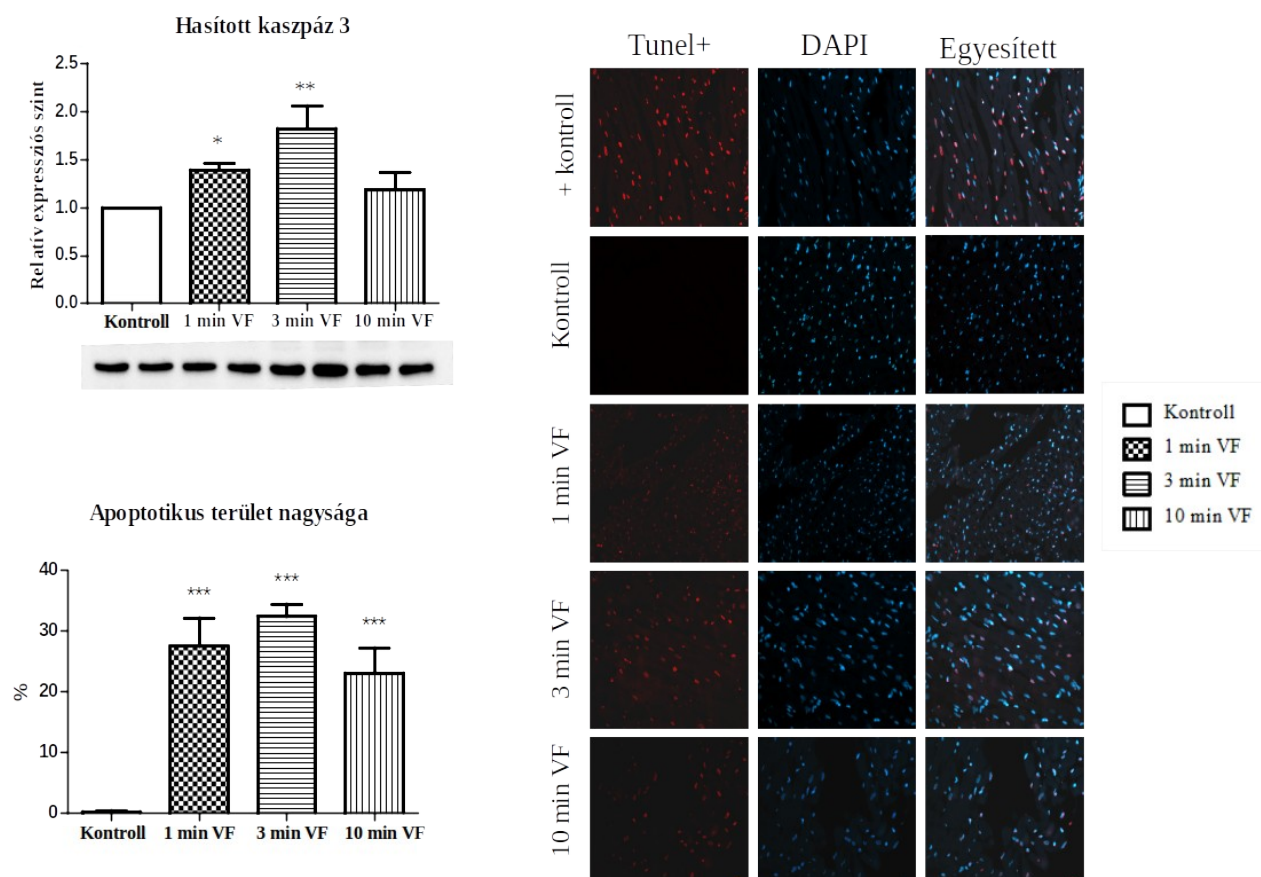 Hasított kaszpáz 3
Relatív expressziós szint
2.5
2.0
1.5
1.0
0.5
0.0
*
**
Kontroll 1 min VF 3 min VF 10 min VF
Apoptotikus terület nagysága
%
40
30
20
10
0
***
***
***
Kontroll 1 min VF 3 min VF 10 min VF
Tunel+ DAPI Egyesített
+ kontroll
Kontroll
1 min VF
3 min VF
10 min VF
Kontroll
1 min VF
3 min VF
10 min VF